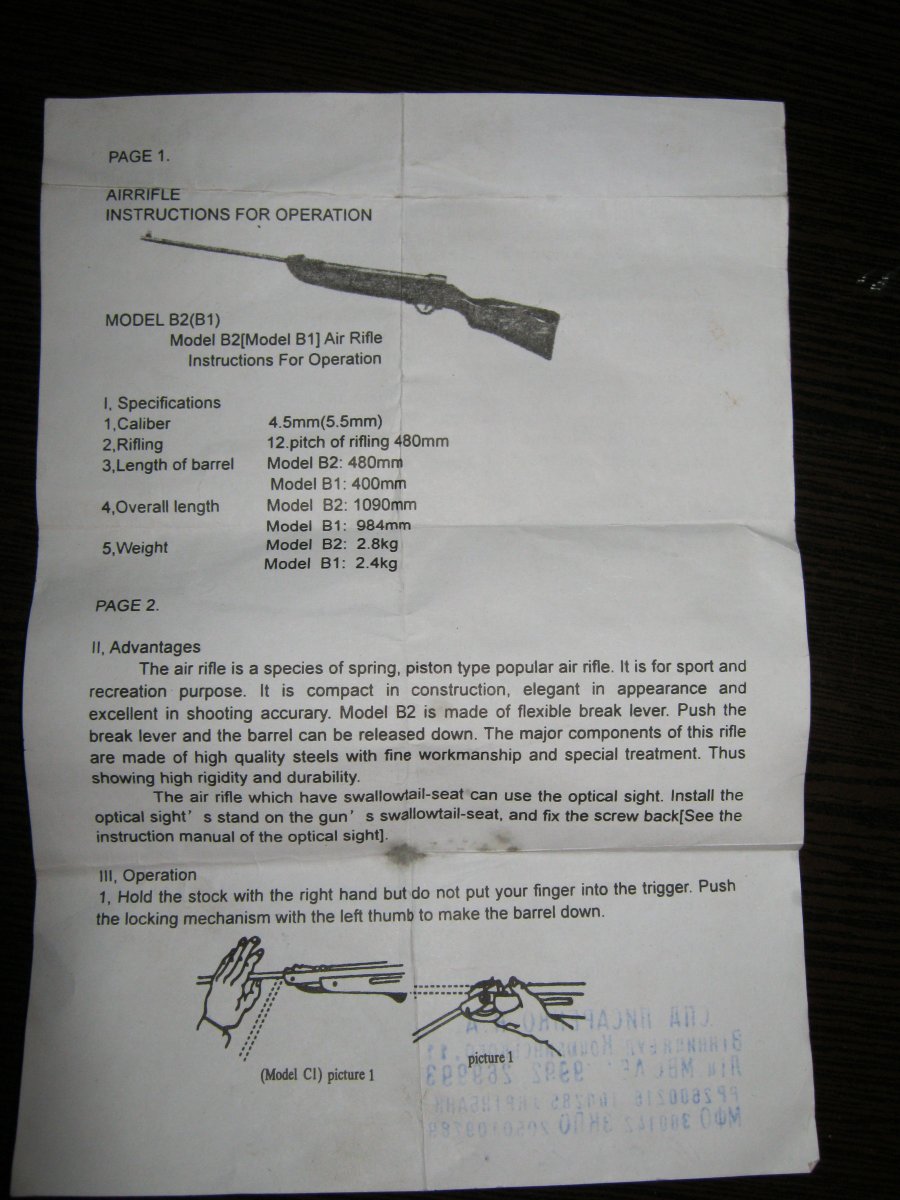 PAGE 1.
AIRRIFLE
INSTRUCTIONS FOR OPERATION
MODEL B2(B1)
Model B2[Model B1] Air Rifle
Instructions For Operation
I, Specifications
1,Caliber 4.5mm(5.5mm)
2,Rifling 12.pitch of rifling 480mm
3,Length of barrel Model B2: 480mm
Model B1: 400mm
4,Overall length Model B2: 1090mm
Model B1: 984mm
5,Weight Model B2: 2.8kg
Model B1: 2.4kg
PAGE 2.
II, Advantages
The air rifle is a species of spring, piston type popular air rifle. It is for sport and
recreation purpose. It is compact in construction, elegant in appearance and
excellent in shooting accurary. Model B2 is made of flexible break lever. Push the
break lever and the barrel can be released down. The major components of this rifle
are made of high quality steels with fine workmanship and special treatment. Thus
showing high rigidity and durability.
The air rifle which have swallowtail-seat can use the optical sight. Install the
optical sight' s stand on the gun' s swallowtail-seat, and fix the screw back[See the
instruction manual of the optical sight].
III, Operation
1, Hold the stock with the right hand but do not put your finger into the trigger. Push
the locking mechanism with the left thumb to make the barrel down.
(Model C1) picture 1
picture 1
СПД
МФО ЗКПО